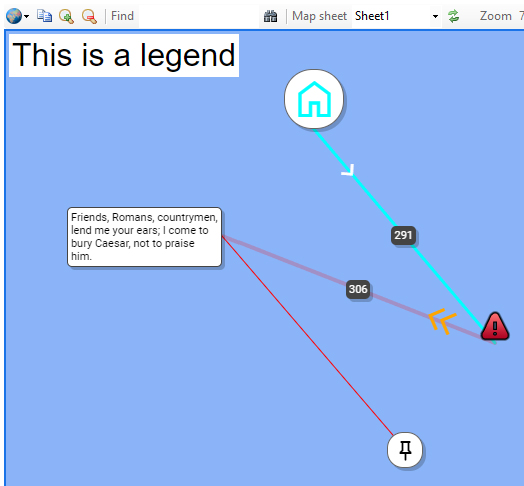 Find Map sheet Sheet1 Zoom
This is a legend
Friends, Romans, countrymen,
lend me your ears; I come to
bury Caesar, not to praise
him.
291
306